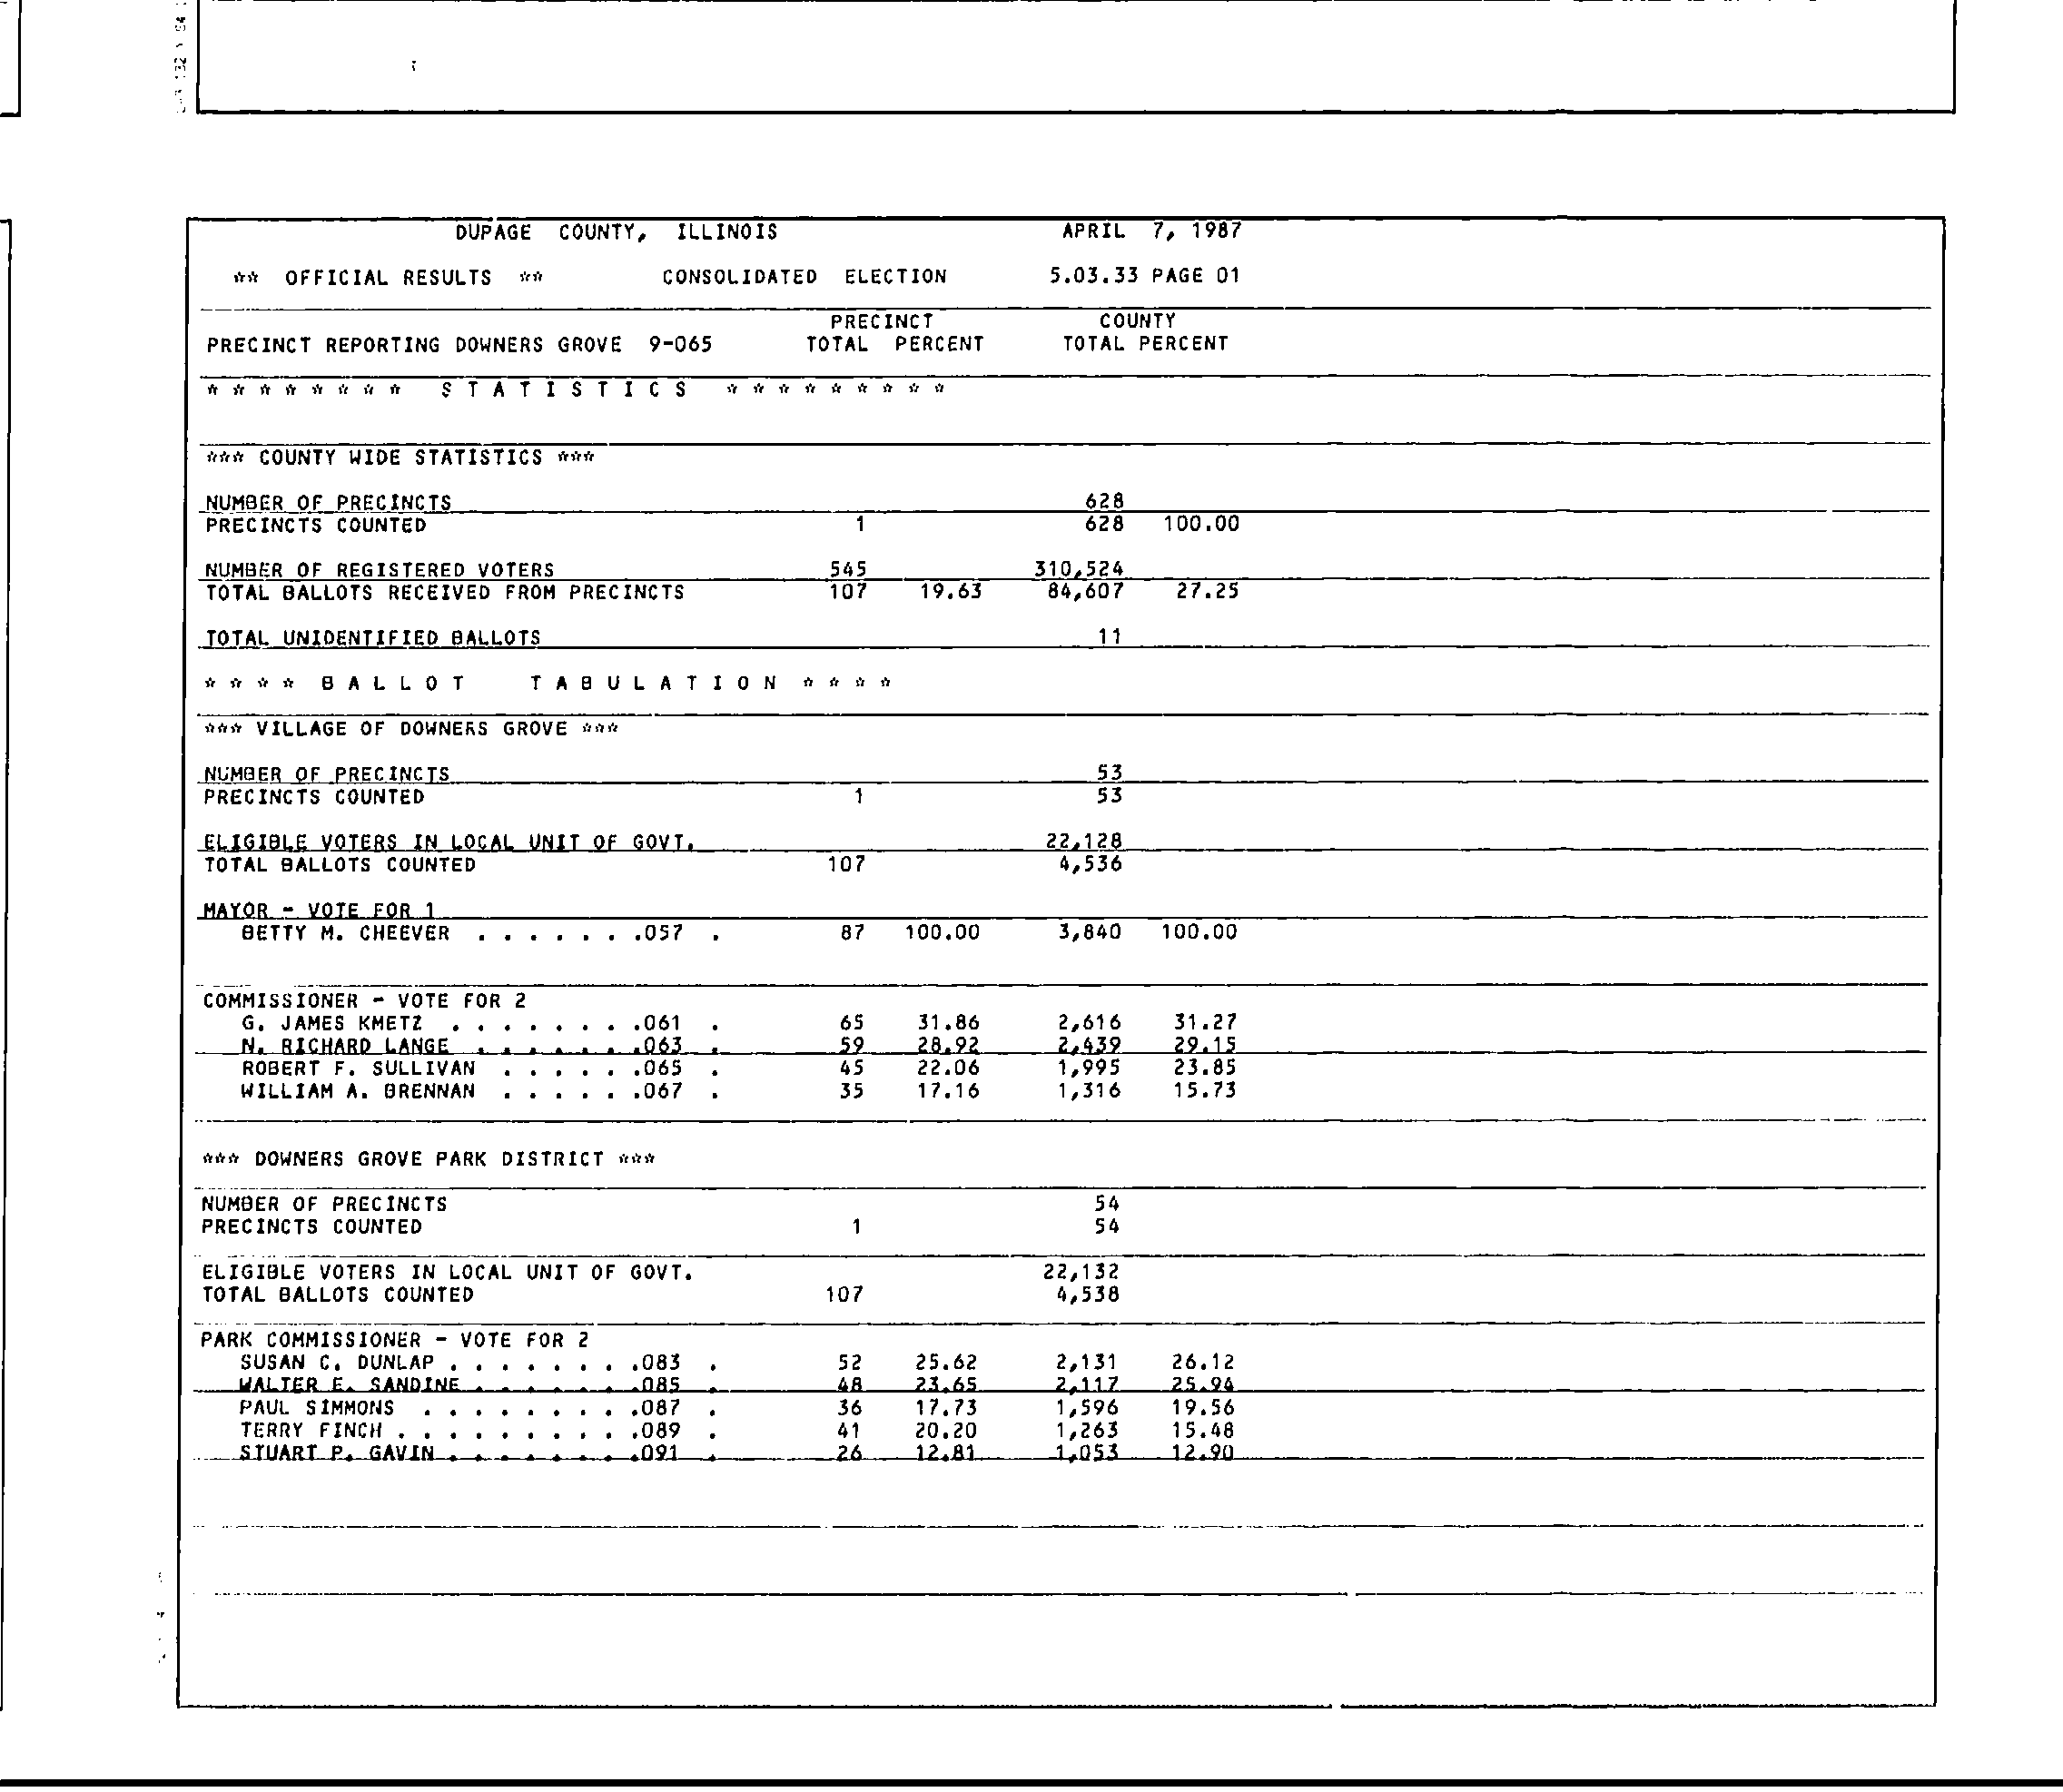 DUPAGE COUNTY, ILLINOIS APRIL 7, 1987
** OFFICIAL RESULTS ** CONSOLIDATED ELECTION 5.03.33 PAGE 01
PRECINCT COUNTY
PRECINCT REPORTING DOWNERS GROVE 9-065 TOTAL PERCENT TOTAL PERCENT
* * * * * * * * S T A T I S T I C S * * * * * * * * *
*** COUNTY WIDE STATISTICS ***
NUMBER OF PRECINCTS 628
PRECINCTS COUNTED 1 628 100.00
NUMBER OF REGISTERED VOTERS 545 310,524
TOTAL BALLOTS RECEIVED FROM PRECINCTS 107 19.63 84,607 27.25
TOTAL UNIDENTIFIED BALLOTS 11
* * * * B A L L O T T A B U L A T I O N * * * *
*** VILLAGE OF DOWNERS GROVE ***
NUMBER OF PRECINCTS 53
PRECINCTS COUNTED 1 53
ELIGIBLE VOTERS IN LOCAL UNIT OF GOVT. 22,128
TOTAL BALLOTS COUNTED 107 4,536
MAYOR - VOTE FOR 1
BETTY M. CHEEVER . . . . . . .057 . 87 100.00 3,840 100.00
COMMISSIONER - VOTE FOR 2
G. JAMES KMETZ . . . . . . . .061 . 65 31.86 2,616 31.27
N. RICHARD LANGE . . . . . . .063 . 59 28.92 2,439 29.15
ROBERT F. SULLIVAN . . . . . .065 . 45 22.06 1,995 23.85
WILLIAM A. BRENNAN . . . . . .067 . 35 17.16 1,316 15.73
*** DOWNERS GROVE PARK DISTRICT ***
NUMBER OF PRECINCTS 54
PRECINCTS COUNTED 1 54
ELIGIBLE VOTERS IN LOCAL UNIT OF GOVT. 22,132
TOTAL BALLOTS COUNTED 107 4,538
PARK COMMISSIONER - VOTE FOR 2
SUSAN C. DUNLAP . . . . . . . .083 . 52 25.62 2,131 26.12
WALTER E. SANDINE . . . . . . .085 . 48 23.65 2,117 25.94
PAUL SIMMONS . . . . . . . . .087 . 36 17.73 1,596 19.56
TERRY FINCH . . . . . . . . . .089 . 41 20.20 1,263 15.48
STUART P. GAVIN . . . . . . . .091 . 26 12.81 1,053 12.90